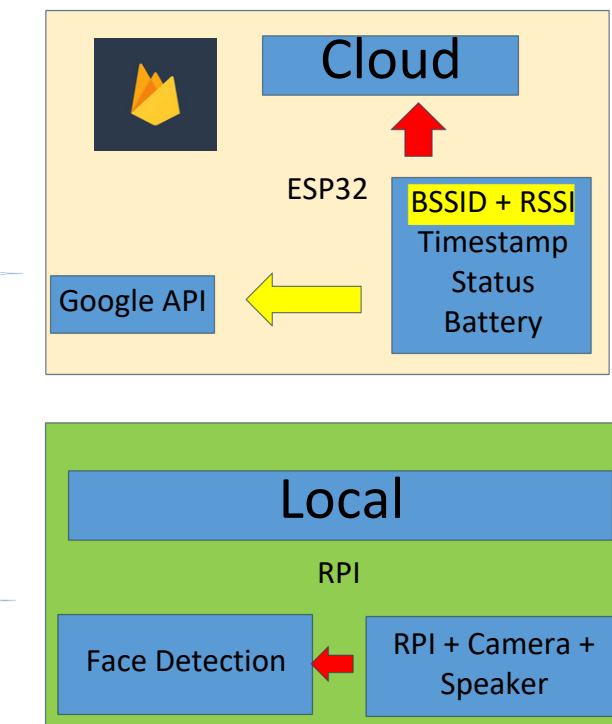 Cloud
ESP32
BSSID + RSSI
Timestamp
Status
Battery
Google API
Local
RPI
Face Detection
RPI + Camera +
Speaker